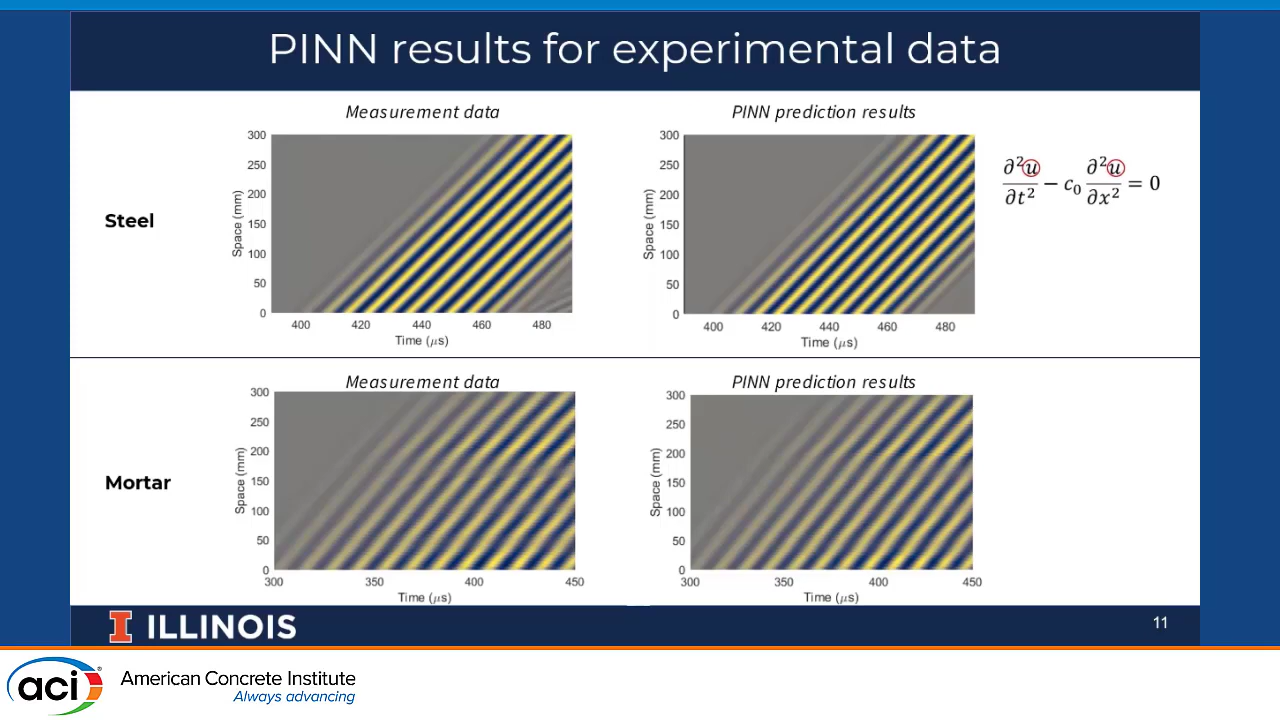 PINN results for experimental data
Measurement data
PINN prediction results
300
250
200
150
100
50
0
Space (mm)
400
420
440
460
480
Time (μs)
300
250
200
150
100
50
0
Space (mm)
400
420
440
460
480
Time (μs)
∂²u/∂t² − c₀ ∂²u/∂x² = 0
Steel
Measurement data
PINN prediction results
300
250
200
150
100
50
0
Space (mm)
300
350
400
450
Time (μs)
300
250
200
150
100
50
0
Space (mm)
300
350
400
450
Time (μs)
Mortar
I ILLINOIS
11
aci®
American Concrete Institute
Always advancing